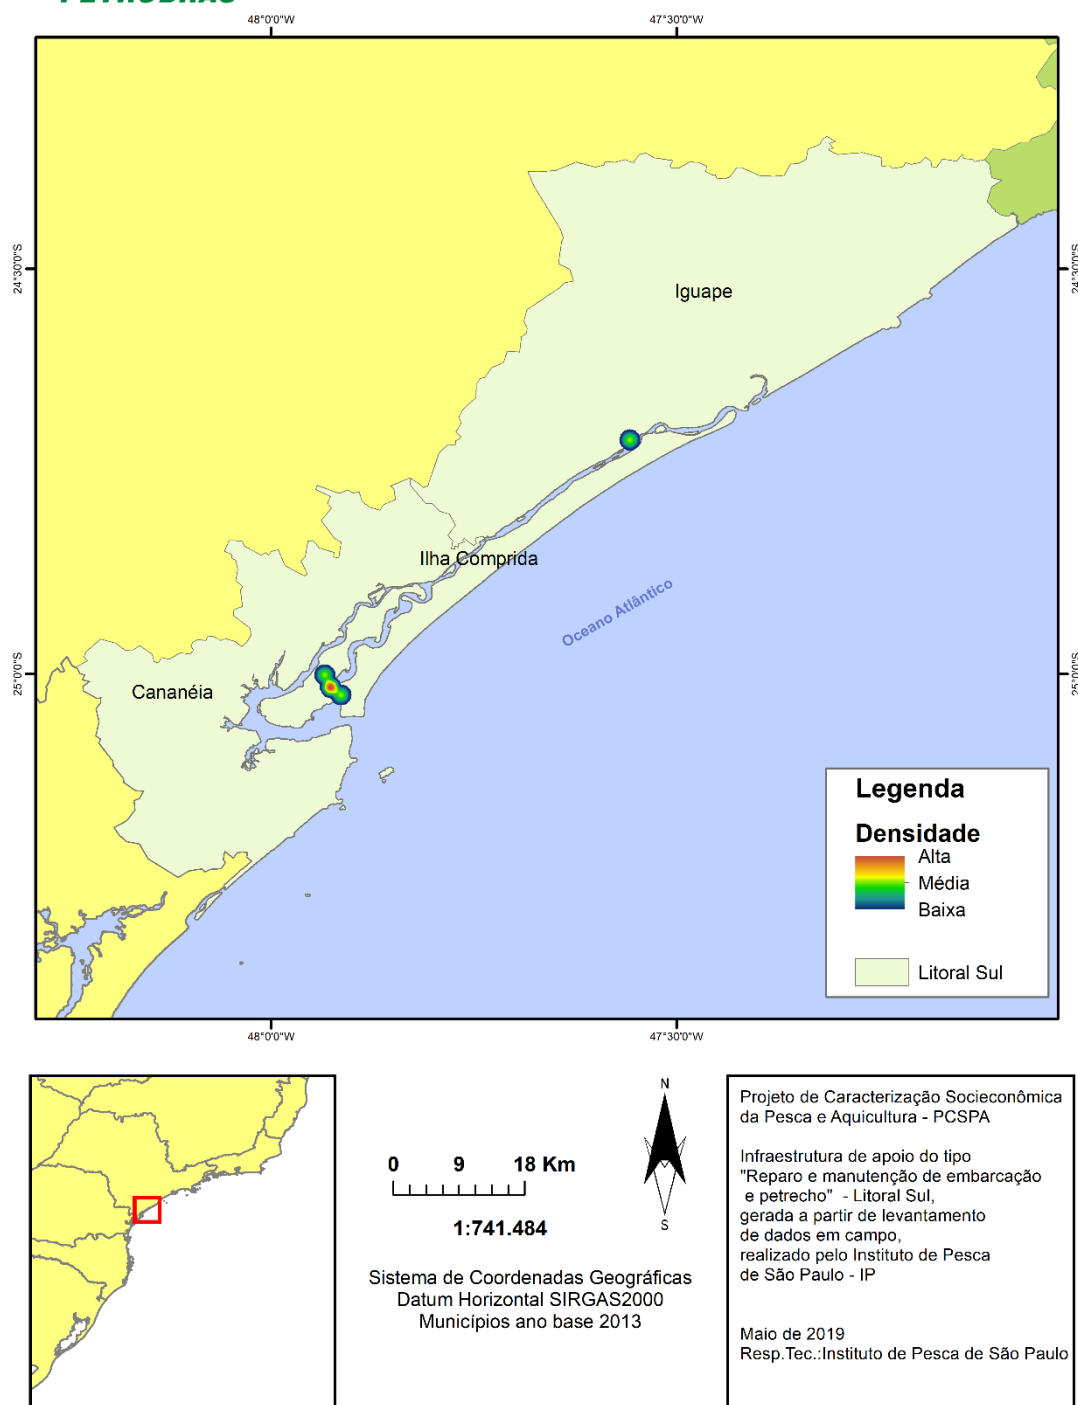 PETROBRAS
48°0'0"W
47°30'0"W
24°30'0"S
24°30'0"S
Iguape
Ilha Comprida
Oceano Atlântico
25°0'0"S
25°0'0"S
Cananéia
Legenda
Densidade
Alta
Média
Baixa
Litoral Sul
48°0'0"W
47°30'0"W
0 9 18 Km
1:741.484
Sistema de Coordenadas Geográficas
Datum Horizontal SIRGAS2000
Municípios ano base 2013
N
S
Projeto de Caracterização Socieconômica
da Pesca e Aquicultura - PCSPA
Infraestrutura de apoio do tipo
"Reparo e manutenção de embarcação
e petrecho" - Litoral Sul,
gerada a partir de levantamento
de dados em campo,
realizado pelo Instituto de Pesca
de São Paulo - IP
Maio de 2019
Resp.Tec.:Instituto de Pesca de São Paulo